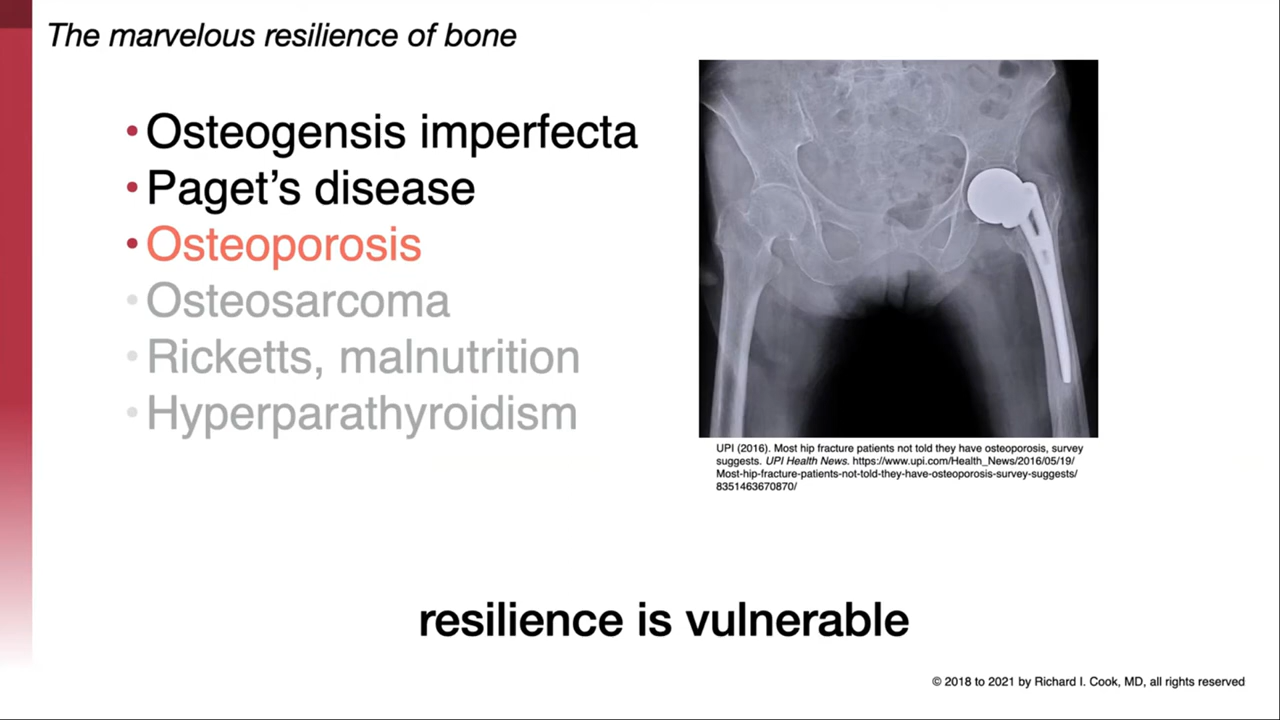 The marvelous resilience of bone
•Osteogensis imperfecta
•Paget’s disease
•Osteoporosis
•Osteosarcoma
•Ricketts, malnutrition
•Hyperparathyroidism
UPI (2016). Most hip fracture patients not told they have osteoporosis, survey
suggests. UPI Health News. https://www.upi.com/Health_News/2016/05/19/
Most-hip-fracture-patients-not-told-they-have-osteoporosis-survey-suggests/
8351463670870/
resilience is vulnerable
© 2018 to 2021 by Richard I. Cook, MD, all rights reserved